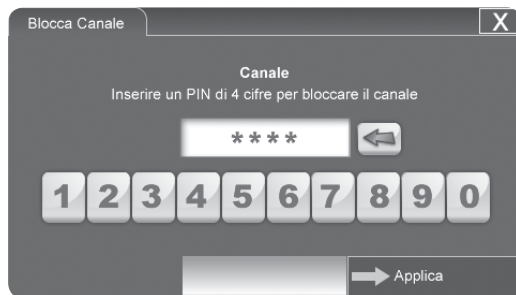 Blocca Canale
X
Canale
Inserire un PIN di 4 cifre per bloccare il canale
****
1 2 3 4 5 6 7 8 9 0
Applica